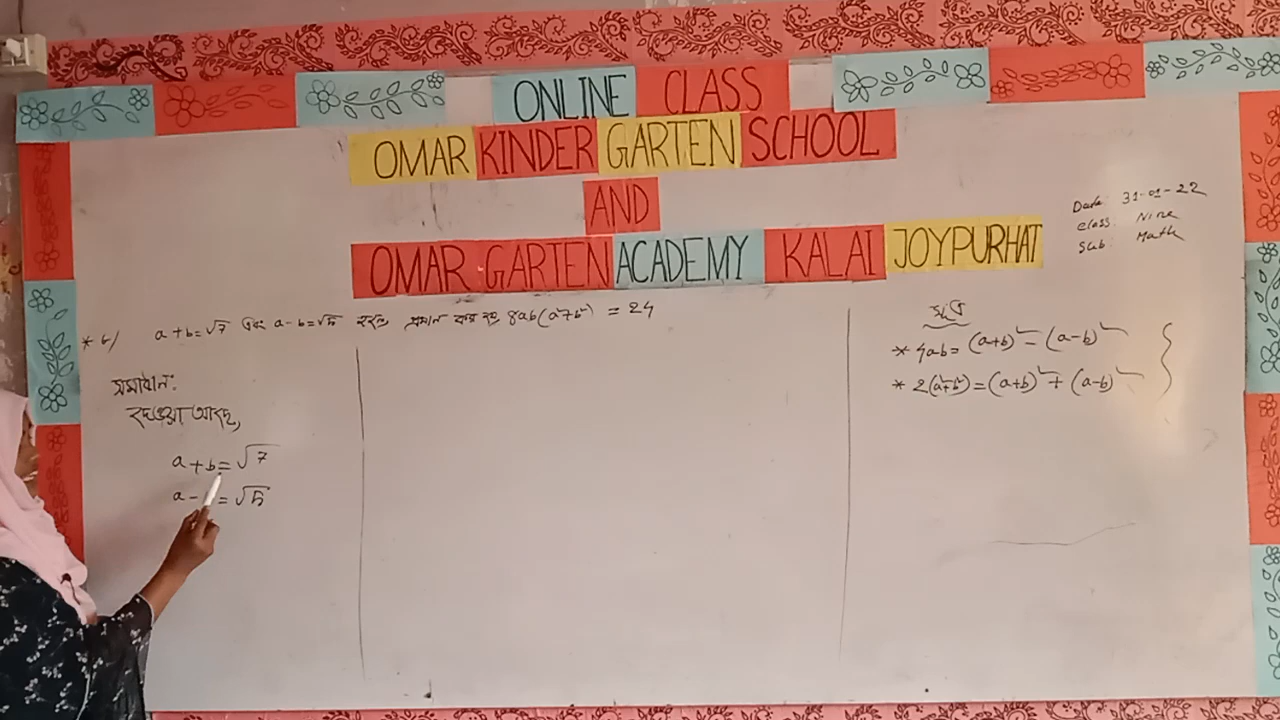 ONLINE CLASS
OMAR KINDER GARTEN SCHOOL
AND
OMAR GARTEN ACADEMY KALAI JOYPURHAT
Date: 31-01-22
Class: Nine
Sub: Math
a+b=√7 এবং a-b=√5 হলে প্রমাণ কর যে 8ab(a²+b²) = 24
সমাধান:
দেওয়া আছে,
a+b=√7
a- =√5
* 4ab=(a+b)²-(a-b)²
* 2(a²+b²)=(a+b)²+(a-b)²